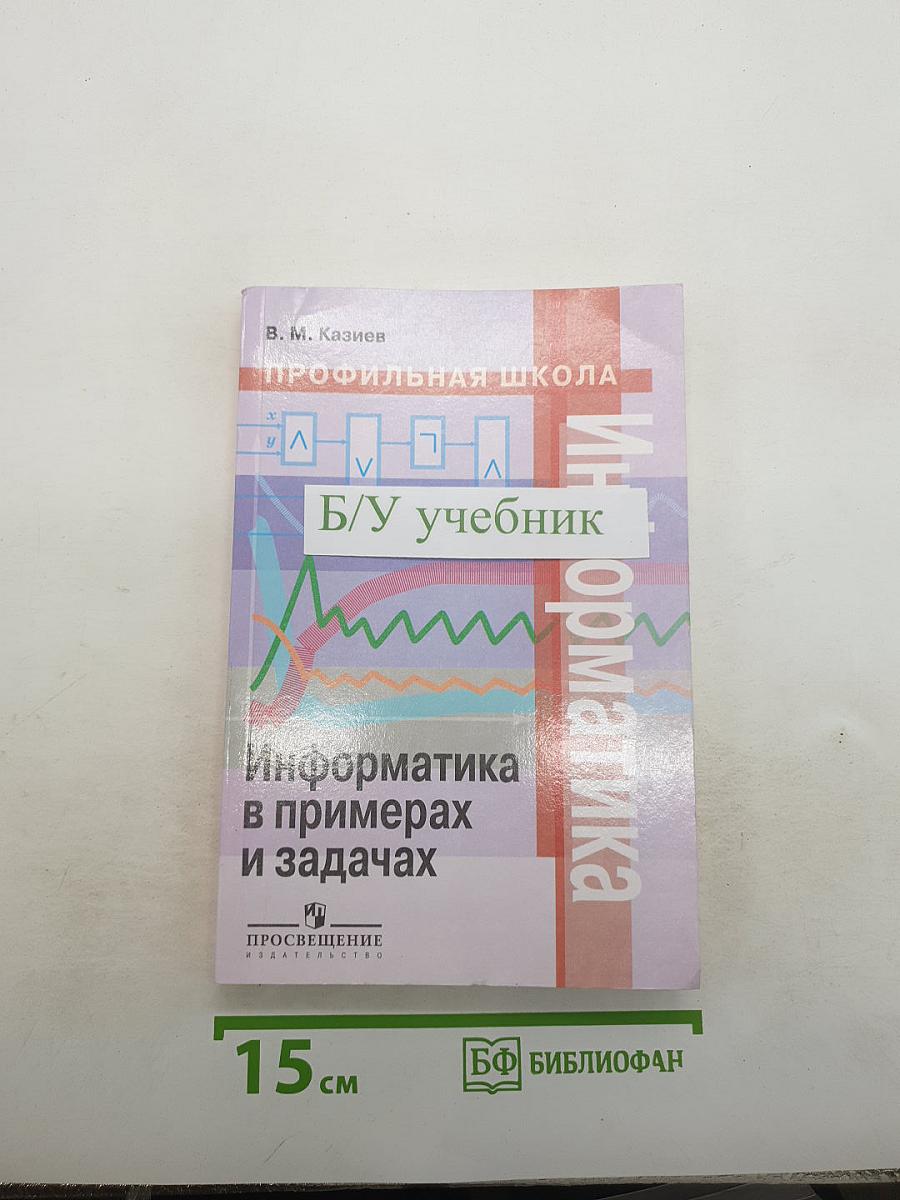 В. М. Казиев
ПРОФИЛЬНАЯ ШКОЛА
x
y
Информатика
Б/У учебник
Информатика
в примерах
и задачах
ПРОСВЕЩЕНИЕ
ИЗДАТЕЛЬСТВО
15 см
БФ БИБЛИОФАН